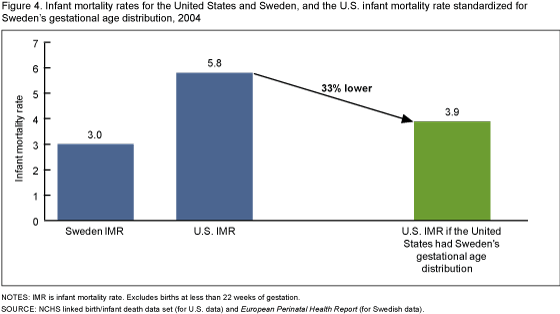 Figure 4. Infant mortality rates for the United States and Sweden, and the U.S. infant mortality rate standardized for
Sweden's gestational age distribution, 2004
7
6
5
4
3
2
1
0
Infant mortality rate
3.0
5.8
33% lower
3.9
Sweden IMR
U.S. IMR
U.S. IMR if the United
States had Sweden's
gestational age
distribution
NOTES: IMR is infant mortality rate. Excludes births at less than 22 weeks of gestation.
SOURCE: NCHS linked birth/infant death data set (for U.S. data) and European Perinatal Health Report (for Swedish data).